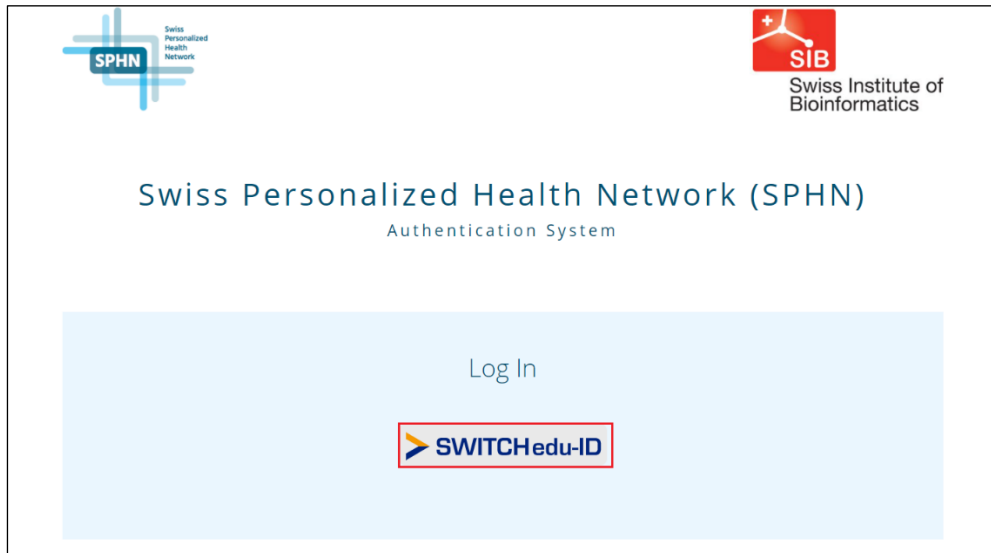 SPHN
Swiss
Personalized
Health
Network
SIB
Swiss Institute of
Bioinformatics
Swiss Personalized Health Network (SPHN)
Authentication System
Log In
SWITCHedu-ID